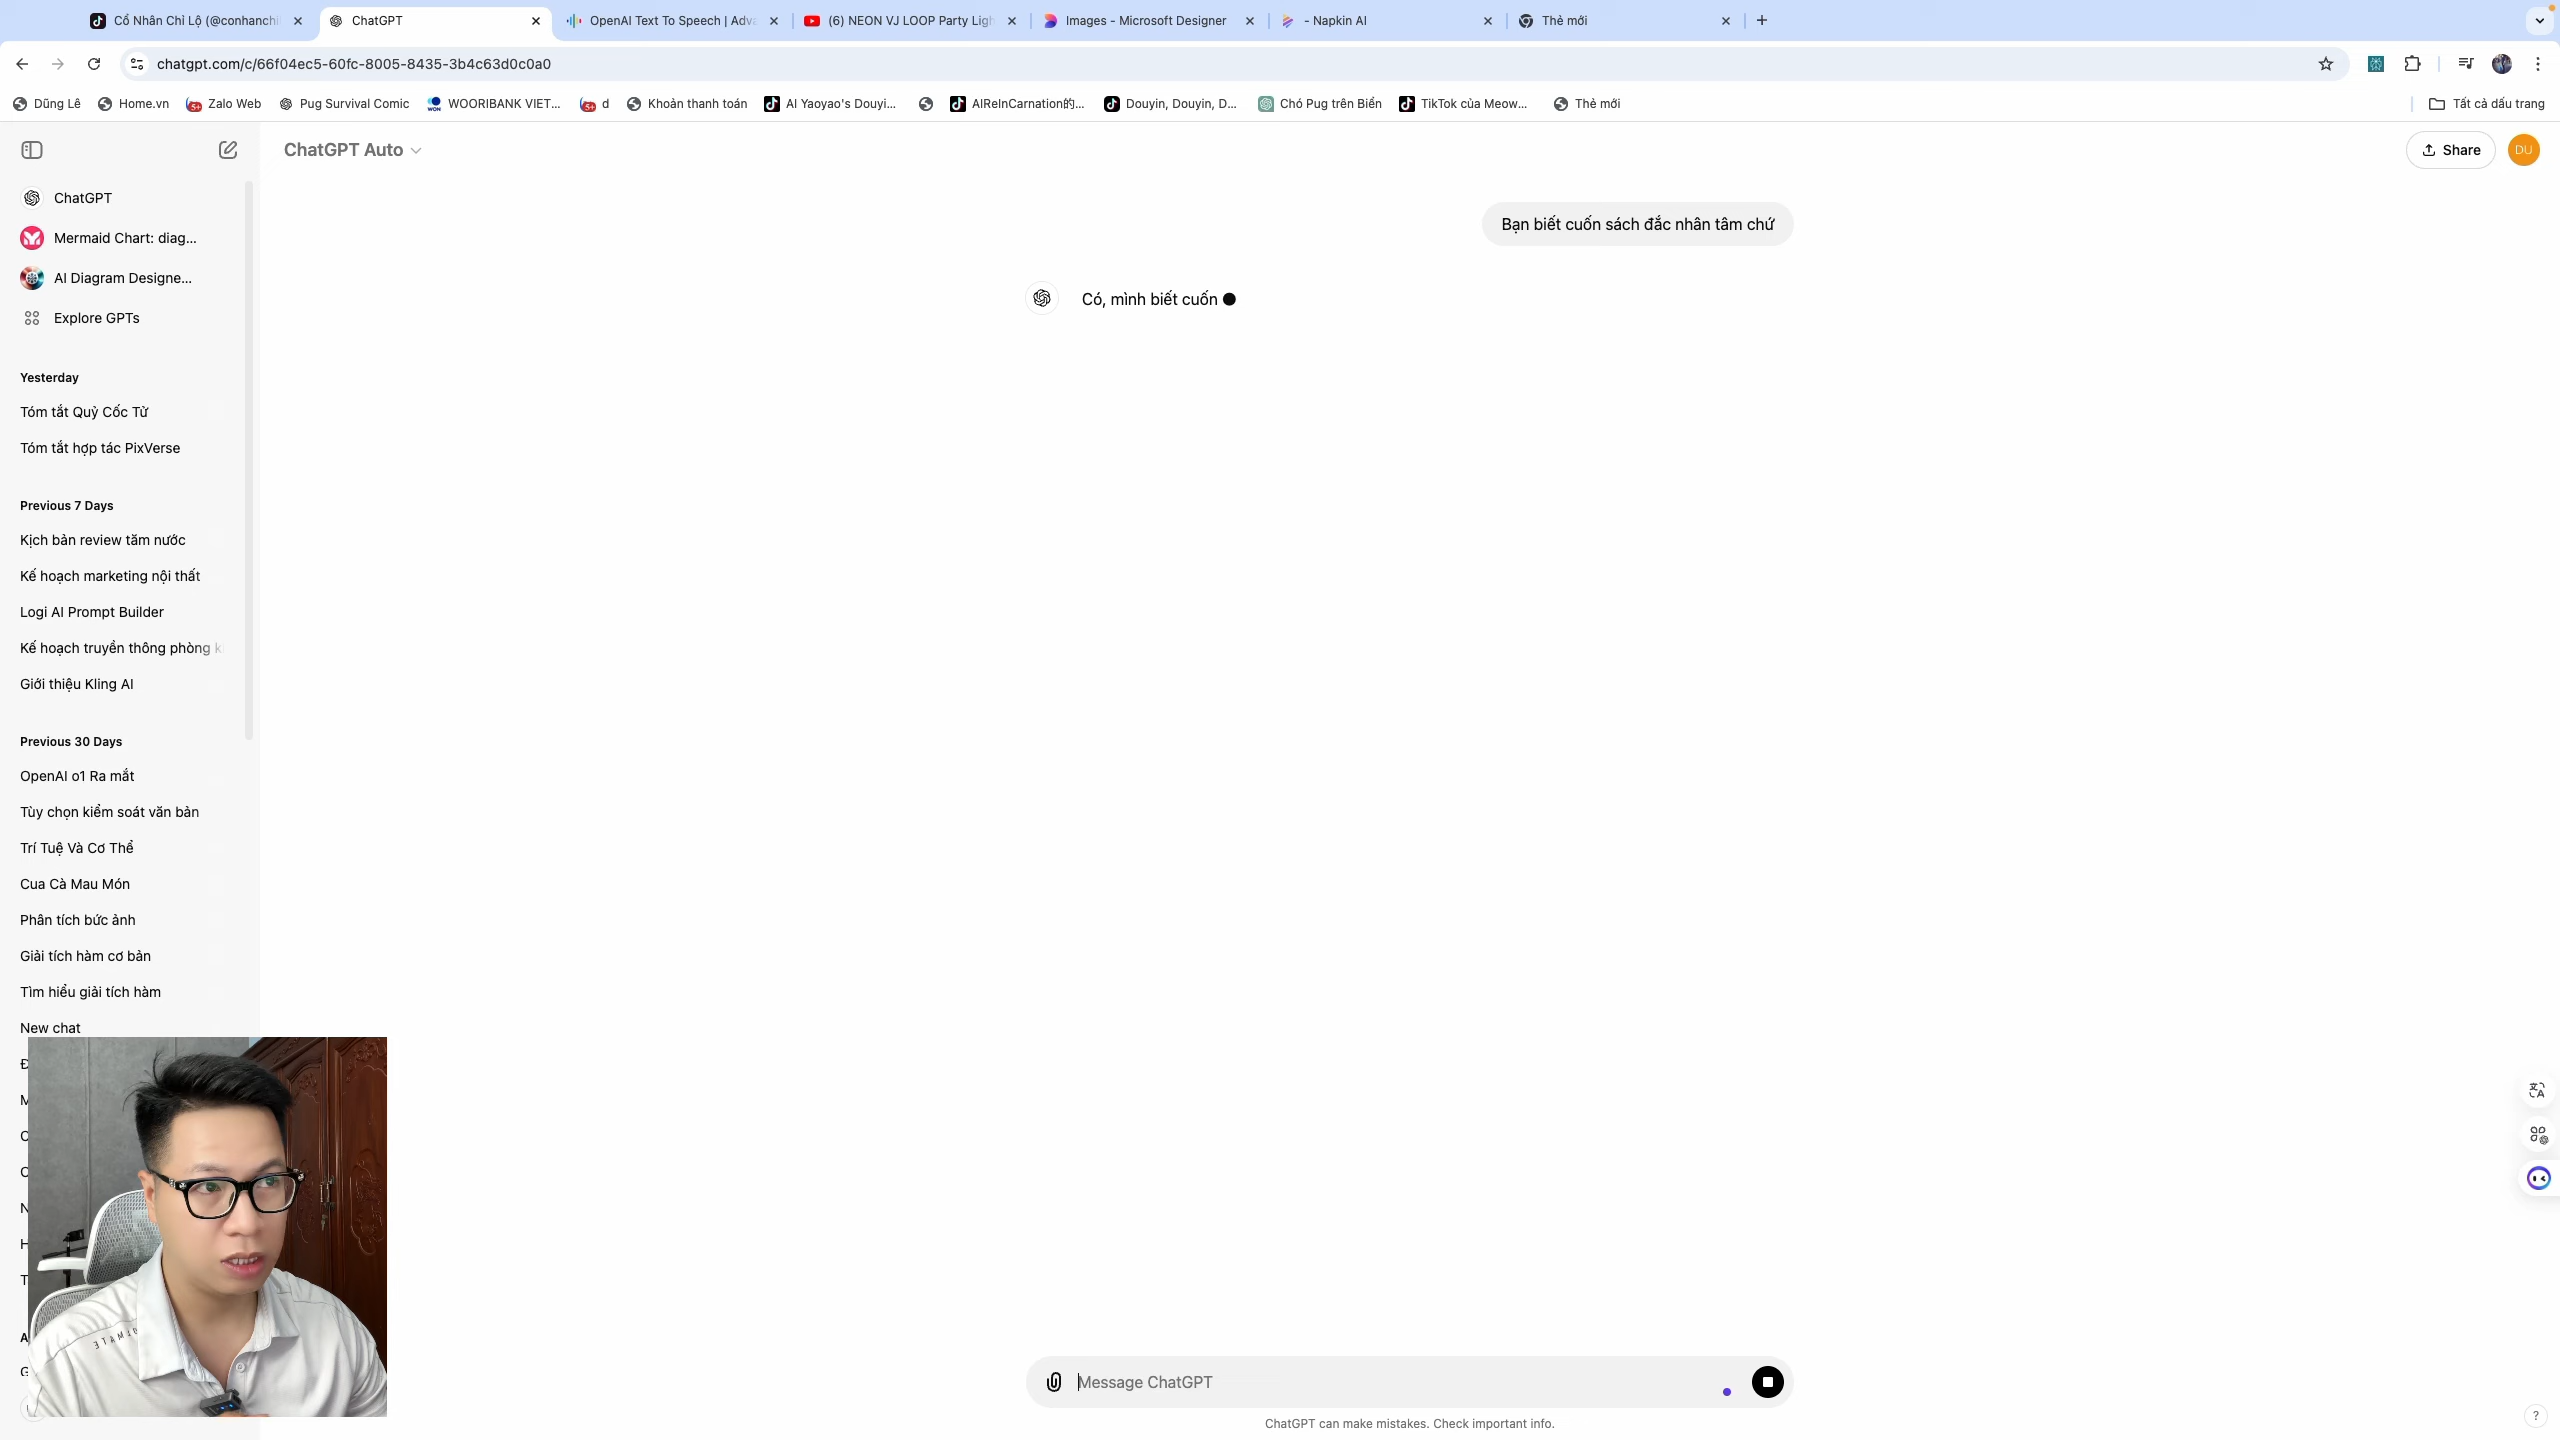 Cổ Nhân Chỉ Lộ (@conhanchi
ChatGPT
OpenAI Text To Speech | Adva
(6) NEON VJ LOOP Party Ligh
Images - Microsoft Designer
- Napkin AI
Thẻ mới
chatgpt.com/c/66f04ec5-60fc-8005-8435-3b4c63d0c0a0
Dũng Lê
Home.vn
Zalo Web
Pug Survival Comic
WOORIBANK VIET...
d
Khoản thanh toán
AI Yaoyao's Douyi...
AIReInCarnation的...
Douyin, Douyin, D...
Chó Pug trên Biển
TikTok của Meow...
Thẻ mới
Tất cả dấu trang
ChatGPT Auto
Share
DU
ChatGPT
Mermaid Chart: diag...
AI Diagram Designe...
Explore GPTs
Yesterday
Tóm tắt Quỷ Cốc Tử
Tóm tắt hợp tác PixVerse
Previous 7 Days
Kịch bản review tăm nước
Kế hoạch marketing nội thất
Logi AI Prompt Builder
Kế hoạch truyền thông phòng k
Giới thiệu Kling AI
Previous 30 Days
OpenAI o1 Ra mắt
Tùy chọn kiểm soát văn bản
Trí Tuệ Và Cơ Thể
Cua Cà Mau Món
Phân tích bức ảnh
Giải tích hàm cơ bản
Tìm hiểu giải tích hàm
New chat
Bạn biết cuốn sách đắc nhân tâm chứ
Có, mình biết cuốn
Message ChatGPT
ChatGPT can make mistakes. Check important info.
?